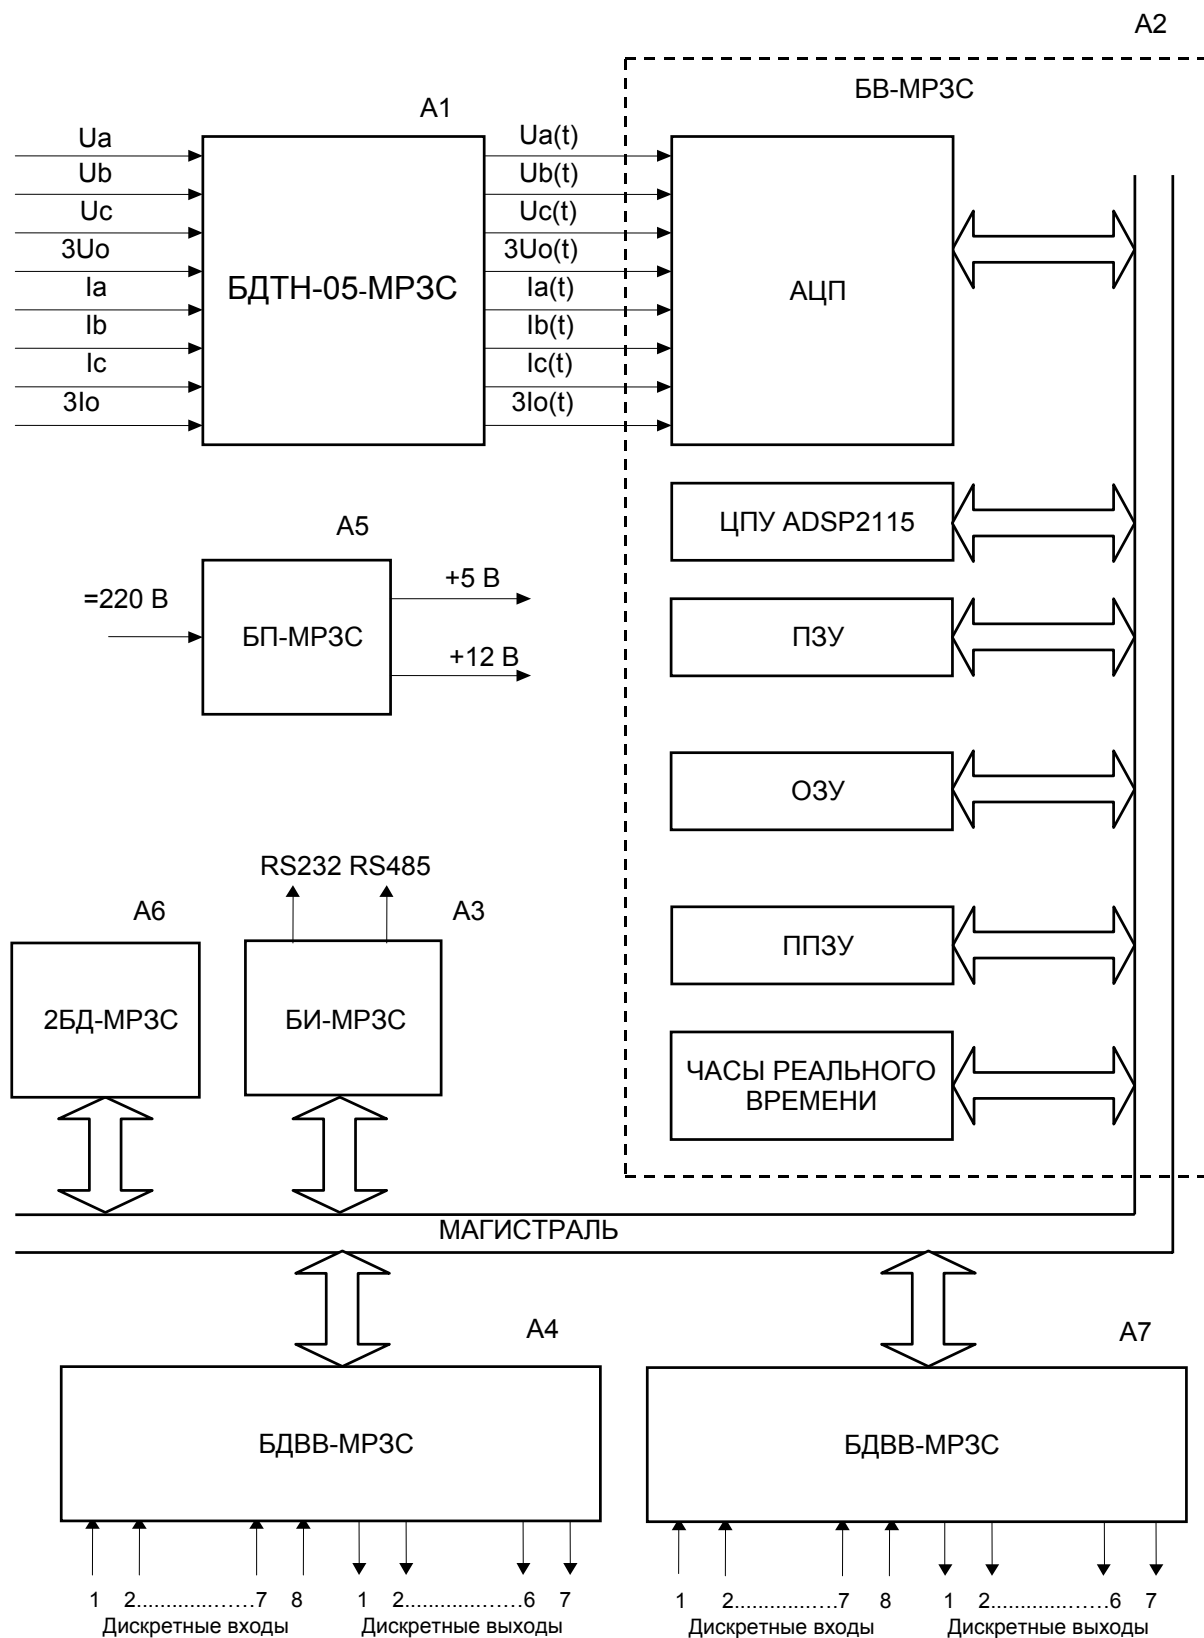 A2
БВ-МРЗС
A1
Ua
Ub
Uc
3Uo
Ia
Ib
Ic
3Io
БДТН-05-МРЗС
Ua(t)
Ub(t)
Uc(t)
3Uo(t)
Ia(t)
Ib(t)
Ic(t)
3Io(t)
АЦП
ЦПУ ADSP2115
ПЗУ
ОЗУ
ППЗУ
ЧАСЫ РЕАЛЬНОГО
ВРЕМЕНИ
A5
=220 В
БП-МРЗС
+5 В
+12 В
RS232 RS485
A6
A3
2БД-МРЗС
БИ-МРЗС
МАГИСТРАЛЬ
A4
A7
БДВВ-МРЗС
БДВВ-МРЗС
1 2...................7 8 1 2...................6 7
Дискретные входы Дискретные выходы
1 2...................7 8 1 2...................6 7
Дискретные входы Дискретные выходы